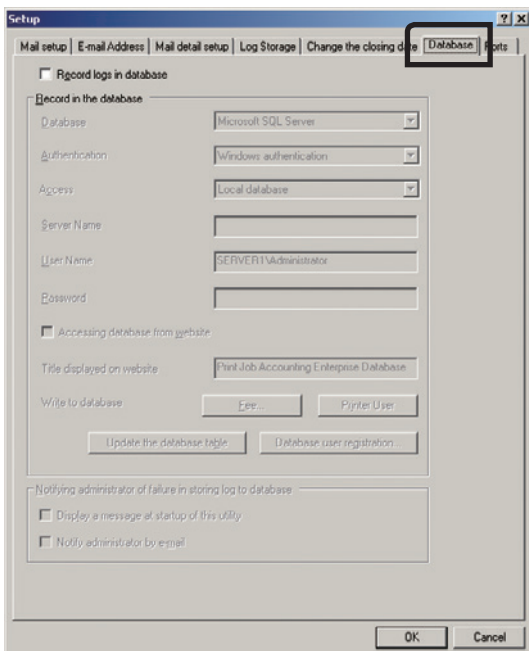 Setup
Mail setup E-mail Address Mail detail setup Log Storage Change the closing date Database Ports
Record logs in database
Record in the database
Database Microsoft SQL Server
Authentication Windows authentication
Access Local database
Server Name
User Name SERVER1\Administrator
Password
Accessing database from website
Title displayed on website Print Job Accounting Enterprise Database
Write to database Fee... Printer User
Update the database table Database user registration...
Notifying administrator of failure in storing log to database
Display a message at startup of this utility
Notify administrator by e-mail
OK Cancel